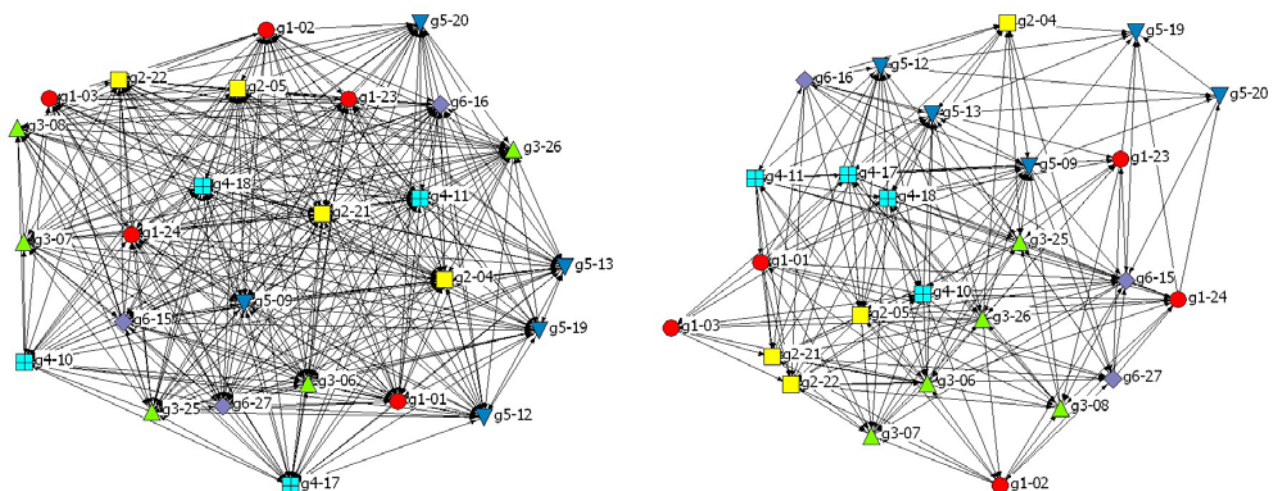 g1-02
g5-20
g2-22
g2-05
g1-03
g1-23
g6-16
g3-08
g3-26
g4-18
g4-11
g2-21
g1-24
g3-07
g5-13
g2-04
g5-09
g6-15
g5-19
g4-10
g3-06
g1-01
g3-25
g6-27
g5-12
g4-17
g2-04
g5-19
g5-12
g6-16
g5-20
g5-13
g1-23
g5-09
g4-17
g4-11
g4-18
g3-25
g1-01
g6-15
g4-10
g1-24
g2-05
g3-26
g1-03
g2-21
g2-22
g3-06
g6-27
g3-08
g3-07
g1-02